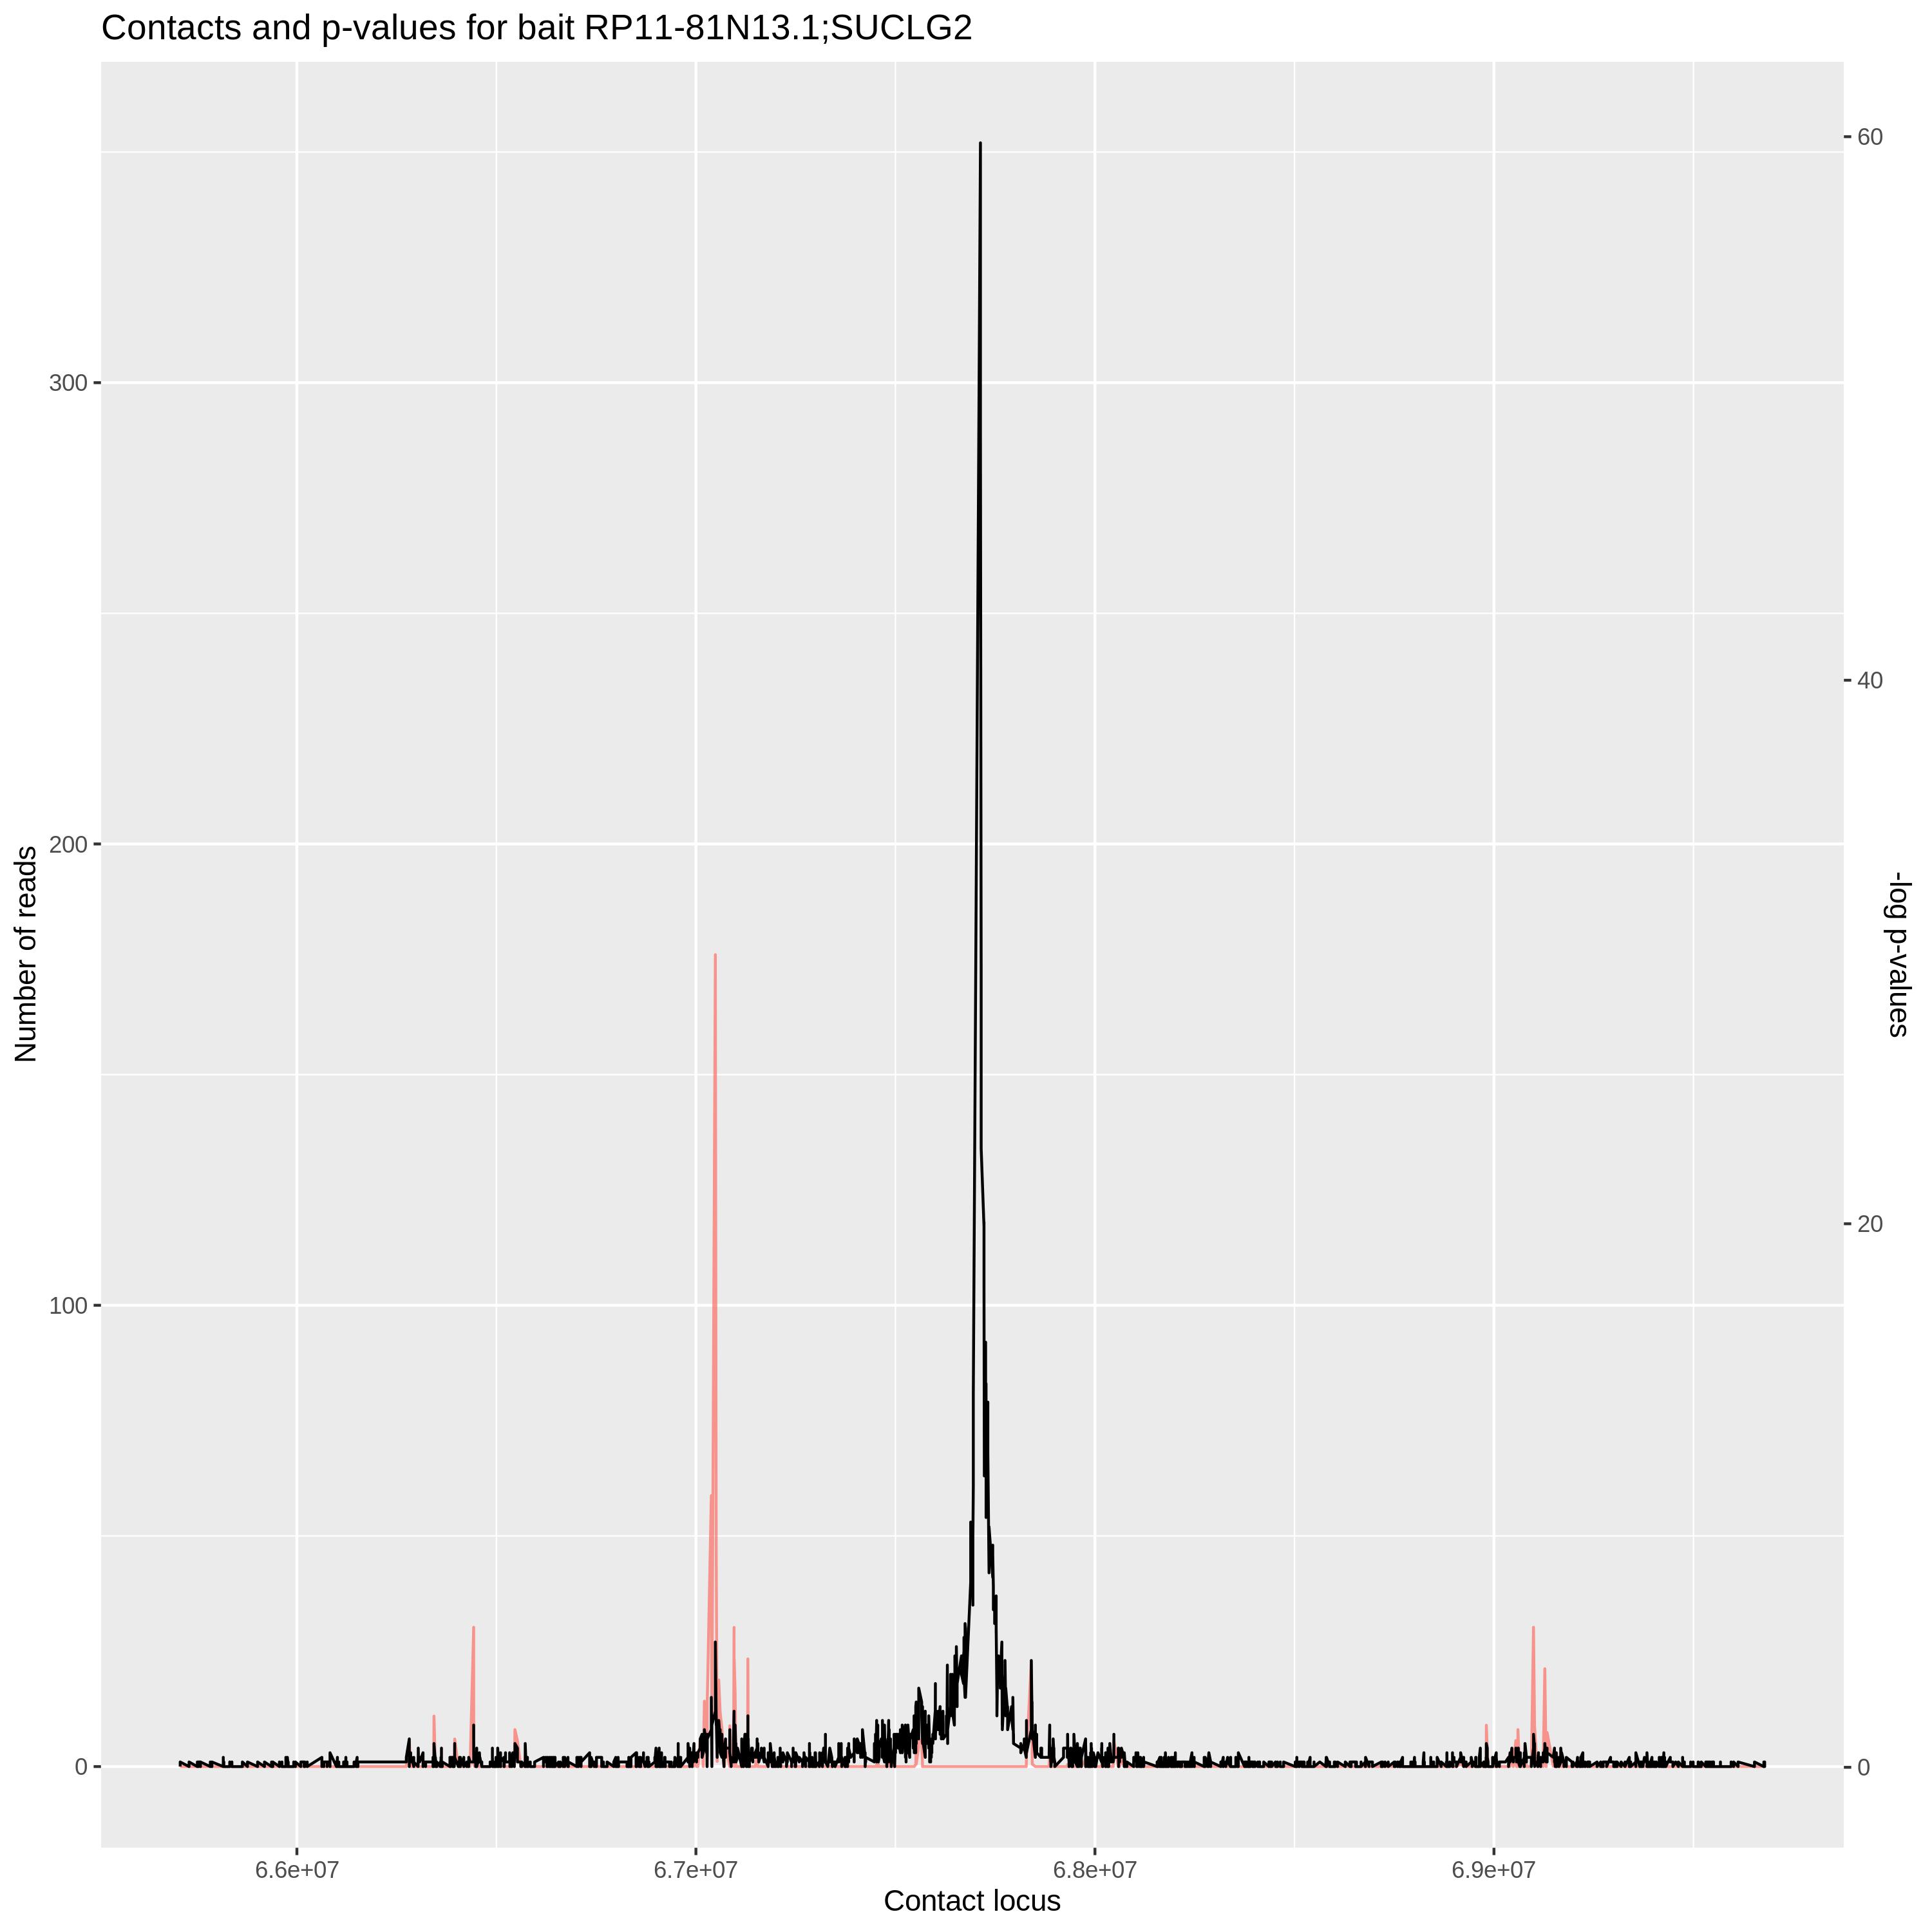 Contacts and p-values for bait RP11-81N13.1;SUCLG2
Number of reads
300
200
100
0
60
40
20
0
-log p-values
6.6e+07
6.7e+07
6.8e+07
6.9e+07
Contact locus